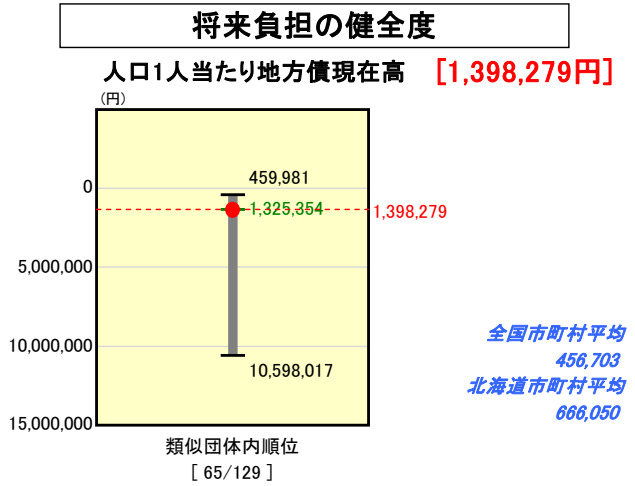 将来負担の健全度
人口1人当たり地方債現在高 [1,398,279円]
(円)
459,981
0
1,325,354
1,398,279
5,000,000
全国市町村平均
10,000,000
456,703
10,598,017
北海道市町村平均
666,050
15,000,000
類似団体内順位
[ 65/129 ]